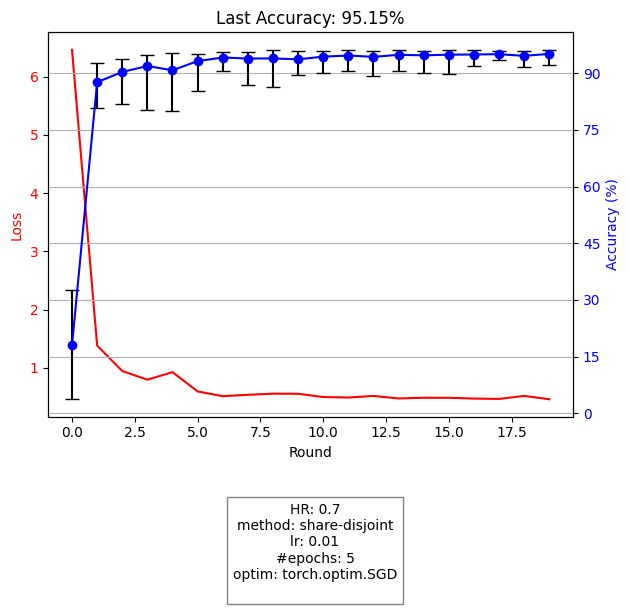 Last Accuracy: 95.15%
6
5
4
3
2
1
Loss
90
75
60
45
30
15
0
Accuracy (%)
0.0 2.5 5.0 7.5 10.0 12.5 15.0 17.5
Round
HR: 0.7
method: share-disjoint
lr: 0.01
#epochs: 5
optim: torch.optim.SGD